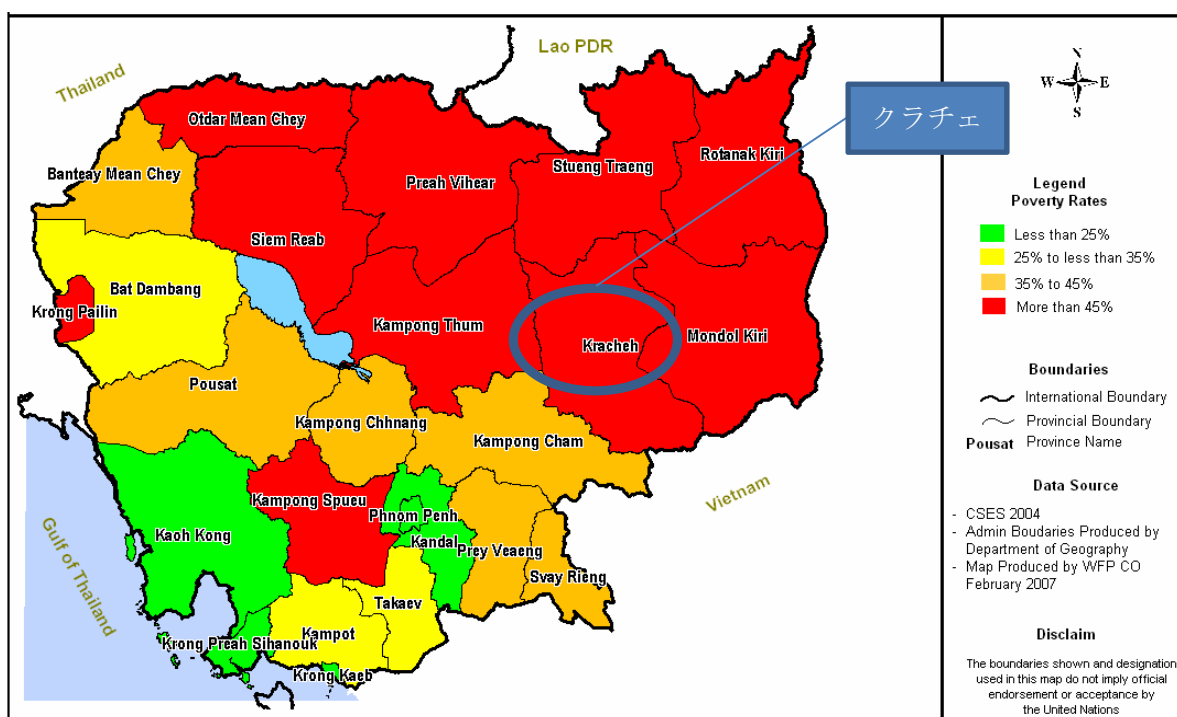 Lao PDR
Thailand
クラチェ
Otdar Mean Chey
Banteay Mean Chey
Preah Vihear
Stueng Traeng
Rotanak Kiri
Siem Reab
Bat Dambang
Krong Pailin
Kampong Thum
Kracheh
Mondol Kiri
Pousat
Kampong Chhnang
Kampong Cham
Kampong Spueu
Phnom Penh
Kandal
Prey Veaeng
Svay Rieng
Kaoh Kong
Takaev
Kampot
Krong Preah Sihanouk
Krong Kaeb
Gulf of Thailand
Vietnam
N
W E
S
Legend
Poverty Rates
Less than 25%
25% to less than 35%
35% to 45%
More than 45%
Boundaries
International Boundary
Provincial Boundary
Pousat Province Name
Data Source
- CSES 2004
- Admin Boudaries Produced by
Department of Geography
- Map Produced by WFP CO
February 2007
Disclaim
The boundaries shown and designation
used in this map do not imply official
endorsement or acceptance by
the United Nations